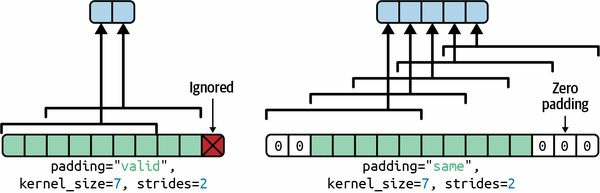 Ignored
Zero
padding
0 0 0 0 0
padding="valid",
kernel_size=7, strides=2
padding="same",
kernel_size=7, strides=2